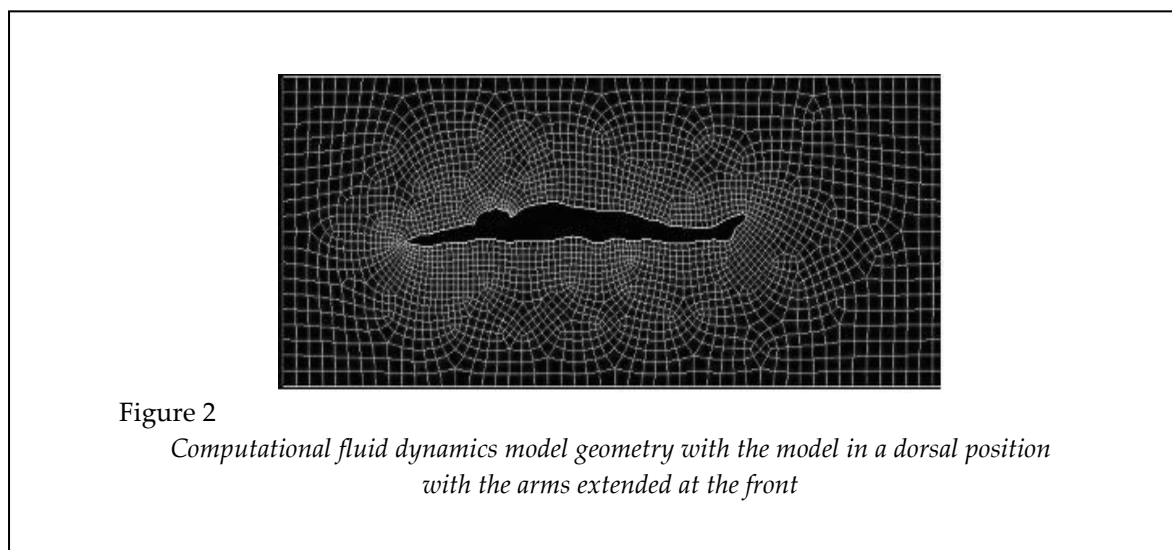 Figure 2
Computational fluid dynamics model geometry with the model in a dorsal position
with the arms extended at the front